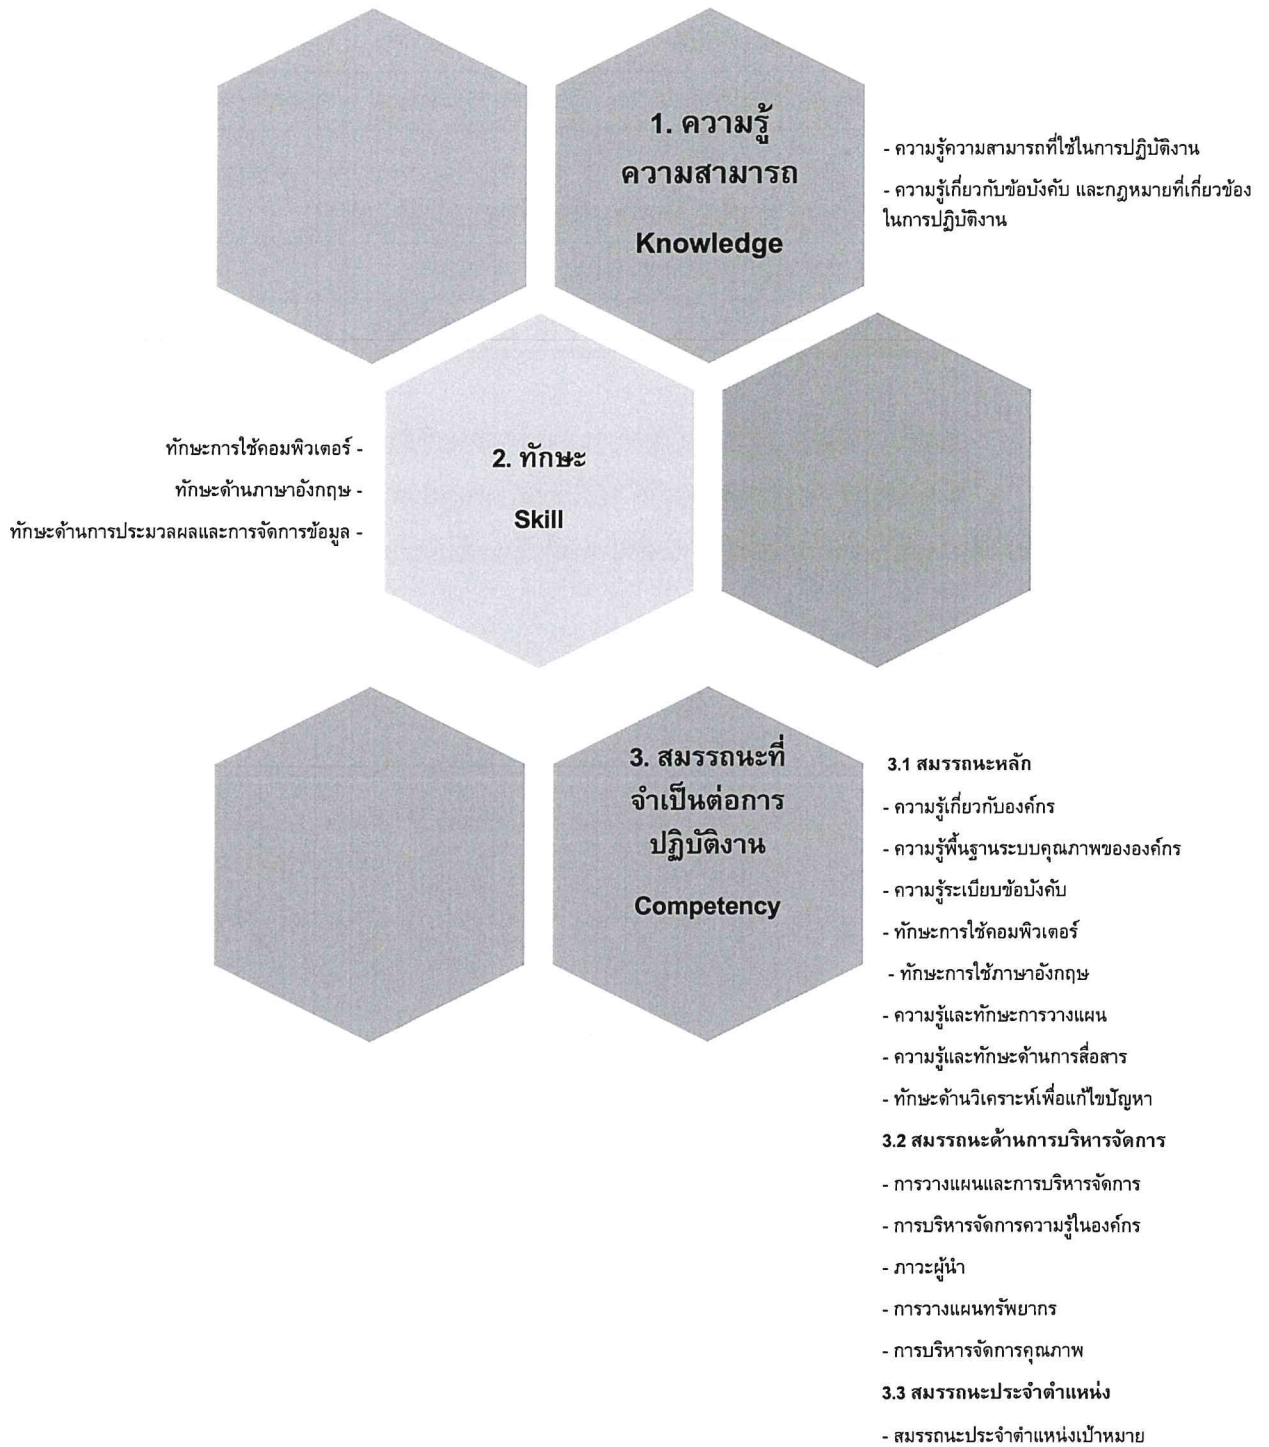 1. ความรู้
ความสามารถ
Knowledge
- ความรู้ความสามารถที่ใช้ในการปฏิบัติงาน
- ความรู้เกี่ยวกับข้อบังคับ และกฎหมายที่เกี่ยวข้อง
ในการปฏิบัติงาน
2. ทักษะ
Skill
ทักษะการใช้คอมพิวเตอร์ -
ทักษะด้านภาษาอังกฤษ -
ทักษะด้านการประมวลผลและการจัดการข้อมูล -
3. สมรรถนะที่
จำเป็นต่อการ
ปฏิบัติงาน
Competency
3.1 สมรรถนะหลัก
- ความรู้เกี่ยวกับองค์กร
- ความรู้พื้นฐานระบบคุณภาพขององค์กร
- ความรู้ระเบียบข้อบังคับ
- ทักษะการใช้คอมพิวเตอร์
- ทักษะการใช้ภาษาอังกฤษ
- ความรู้และทักษะการวางแผน
- ความรู้และทักษะด้านการสื่อสาร
- ทักษะด้านวิเคราะห์เพื่อแก้ไขปัญหา
3.2 สมรรถนะด้านการบริหารจัดการ
- การวางแผนและการบริหารจัดการ
- การบริหารจัดการความรู้ในองค์กร
- ภาวะผู้นำ
- การวางแผนทรัพยากร
- การบริหารจัดการคุณภาพ
3.3 สมรรถนะประจำตำแหน่ง
- สมรรถนะประจำตำแหน่งเป้าหมาย